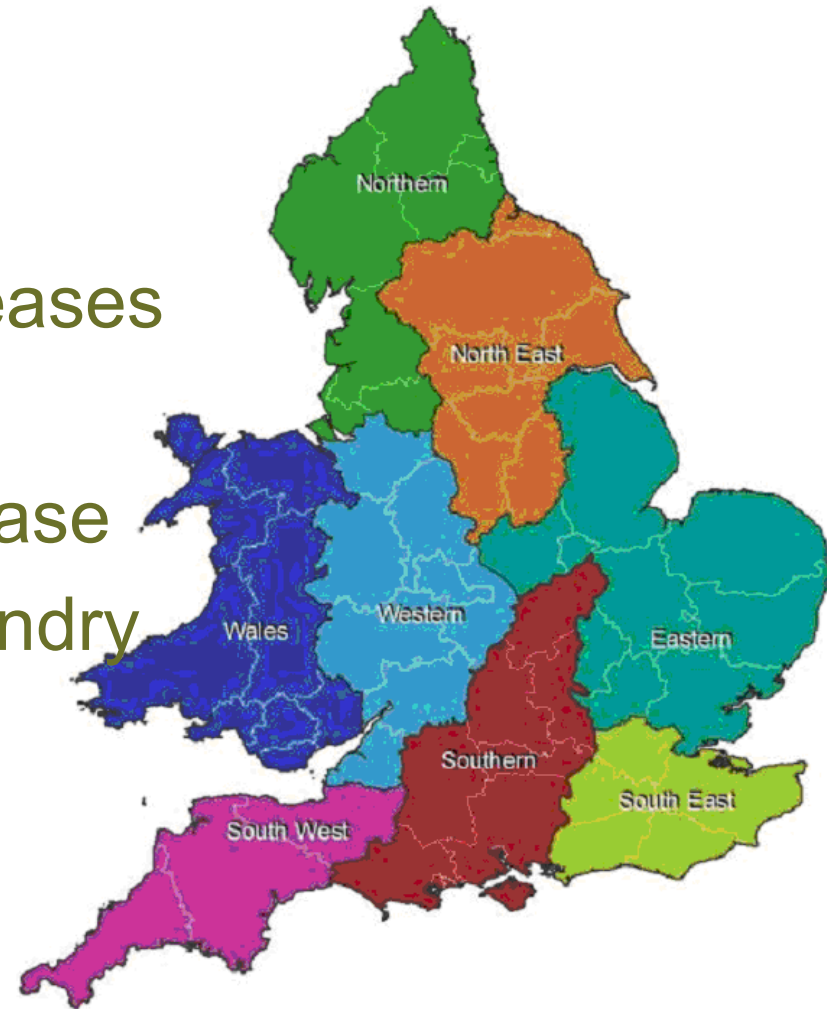 Northern
eases
North East
ase
ndry
Wales
Western
Eastern
Southern
South East
South West